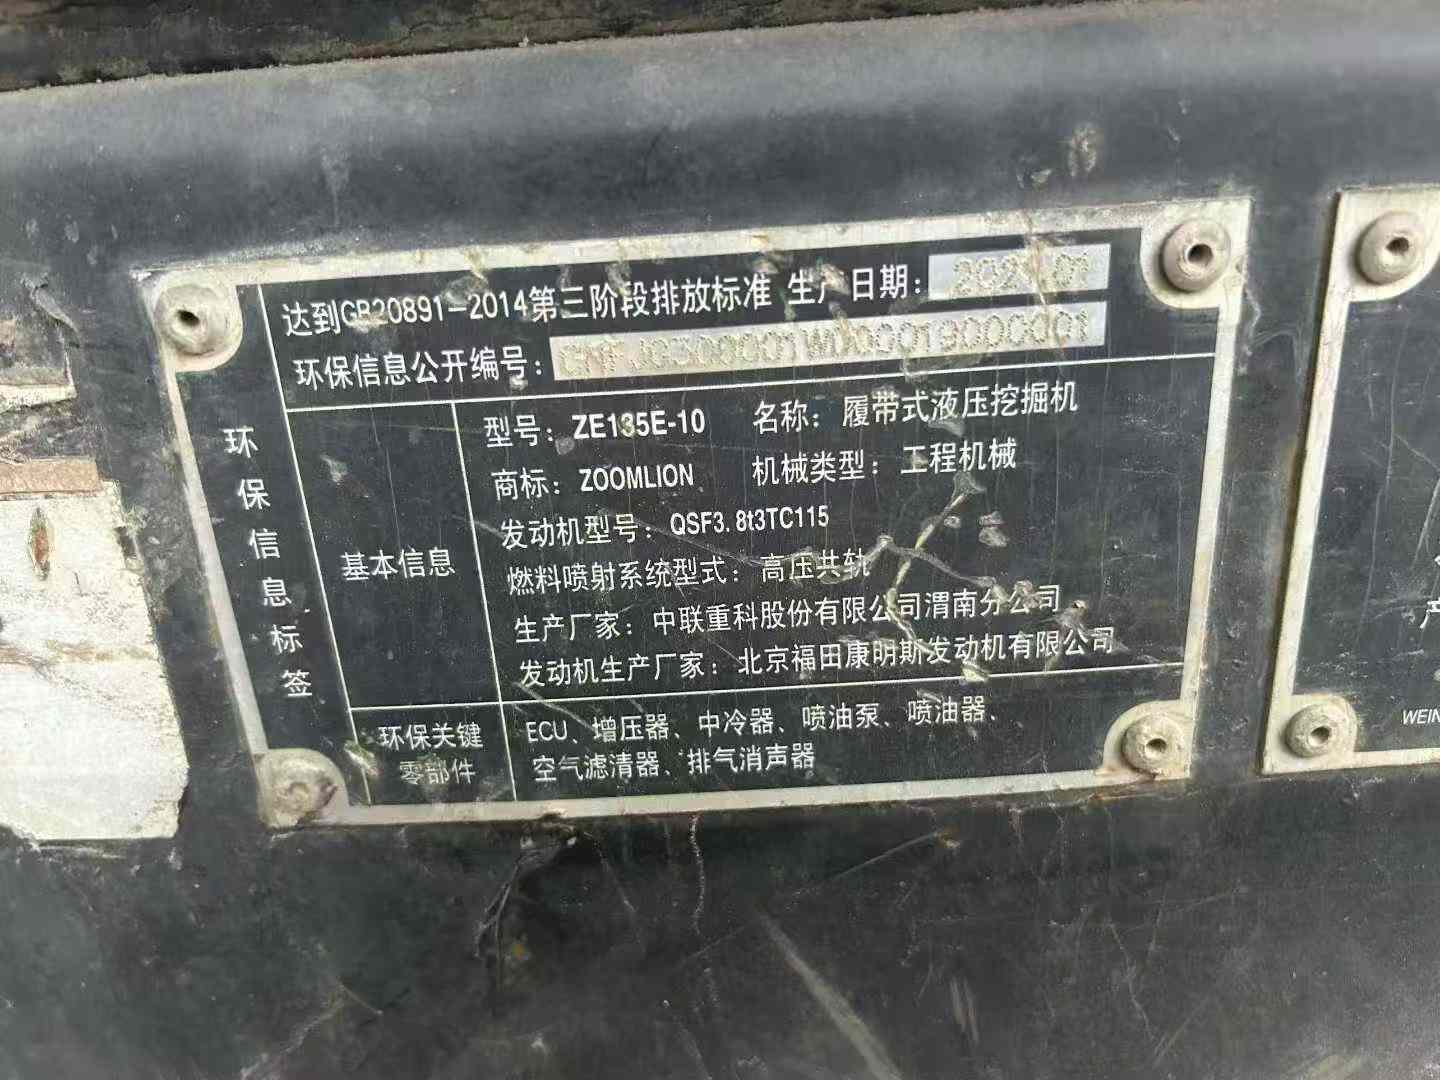 达到GB20891-2014第三阶段排放标准 生产日期:
环保信息公开编号:
环保信息标签
基本信息
型号: ZE135E-10 名称: 履带式液压挖掘机
商标: ZOOMLION 机械类型: 工程机械
发动机型号: QSF3.8t3TC115
燃料喷射系统型式: 高压共轨
生产厂家: 中联重科股份有限公司渭南分公司
发动机生产厂家: 北京福田康明斯发动机有限公司
环保关键
零部件
ECU、增压器、中冷器、喷油泵、喷油器、
空气滤清器、排气消声器
产
WEIN